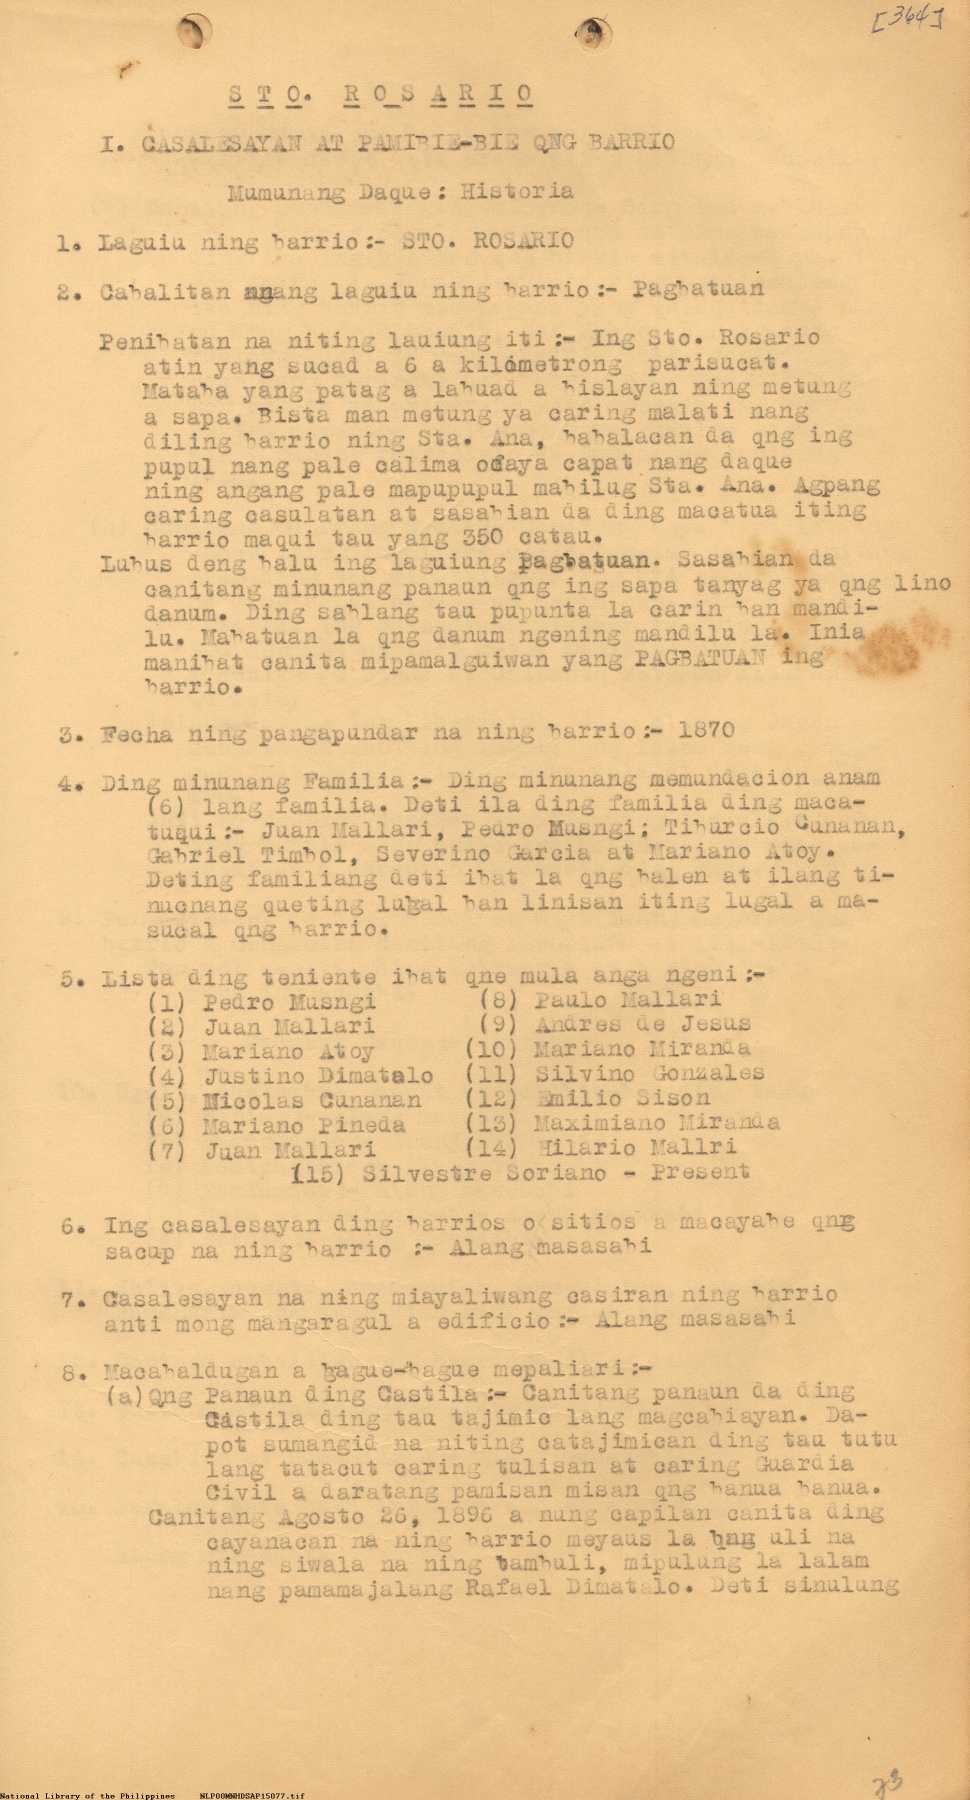 [364]
STO. ROSARIO
I. CASALESAYAN AT PAMIBIE-BIE QNG BARRIO
Mumunang Daque: Historia
1. Laguiu ning barrio:- STO. ROSARIO
2. Cabalitan nang laguiu ning barrio:- Pagbatuan
Penibatan na niting lauiung iti:- Ing Sto. Rosario
atin yang sucad a 6 a kilómetrong parisucat.
Mataba yang patag a labuad a bislayan ning metung
a sapa. Bista man metung ya caring malati nang
diling barrio ning Sta. Ana, babalacan da qng ing
pupul nang pale calima ocaya capat nang daque
ning angang pale mapupupul mabilug Sta. Ana. Agpang
caring casulatan at sasabian da ding macatua iting
barrio maqui tau yang 350 catau.
Lubus deng balu ing laguiung Pagbatuan. Sasabian da
canitang minunang panaun qng ing sapa tanyag ya qng lino
danum. Ding sablang tau pupunta la carin ban mandi-
lu. Mabatuan la qng danum ngening mandilu la. Inia
manibat canita mipamalguiwan yang PAGBATUAN ing
barrio.
3. Fecha ning pangapundar na ning barrio:- 1870
4. Ding minunang Familia:- Ding minunang memundacion anam
(6) lang familia. Deti ila ding familia ding maca-
tuqui:- Juan Mallari, Pedro Musngi; Tiburcio Cunanan,
Gabriel Timbol, Severino Garcia at Mariano Atoy.
Deting familiang deti ibat la qng balen at ilang ti-
nucnang queting lugal ban linisan iting lugal a ma-
sucal qng barrio.
5. Lista ding teniente ibat qne mula anga ngeni:-
(1) Pedro Musngi (8) Paulo Mallari
(2) Juan Mallari (9) Andres de Jesus
(3) Mariano Atoy (10) Mariano Miranda
(4) Justino Dimatalo (11) Silvino Gonzales
(5) Nicolas Cunanan (12) Emilio Sison
(6) Mariano Pineda (13) Maximiano Miranda
(7) Juan Mallari (14) Hilario Mallri
(15) Silvestre Soriano - Present
6. Ing casalesayan ding barrios o sitios a macayabe qng
sacup na ning barrio :- Alang masasabi
7. Casalesayan na ning miayaliwang casiran ning barrio
anti mong mangaragul a edificio:- Alang masasabi
8. Macabaldugan a bague-bague mepaliari:-
(a)Qng Panaun ding Castila:- Canitang panaun da ding
Castila ding tau tajimic lang magcabiayan. Da-
pot sumangid na niting catajimican ding tau tutu
lang tatacut caring tulisan at caring Guardia
Civil a daratang pamisan misan qng banua banua.
Canitang Agosto 26, 1896 a nung capilan canita ding
cayanacan na ning barrio meyaus la qng uli na
ning siwala na ning tambuli, mipulung la lalam
nang pamamajalang Rafael Dimatalo. Deti sinulung
73
National Library of the Philippines NLPOOMNHDSAP15077.tif